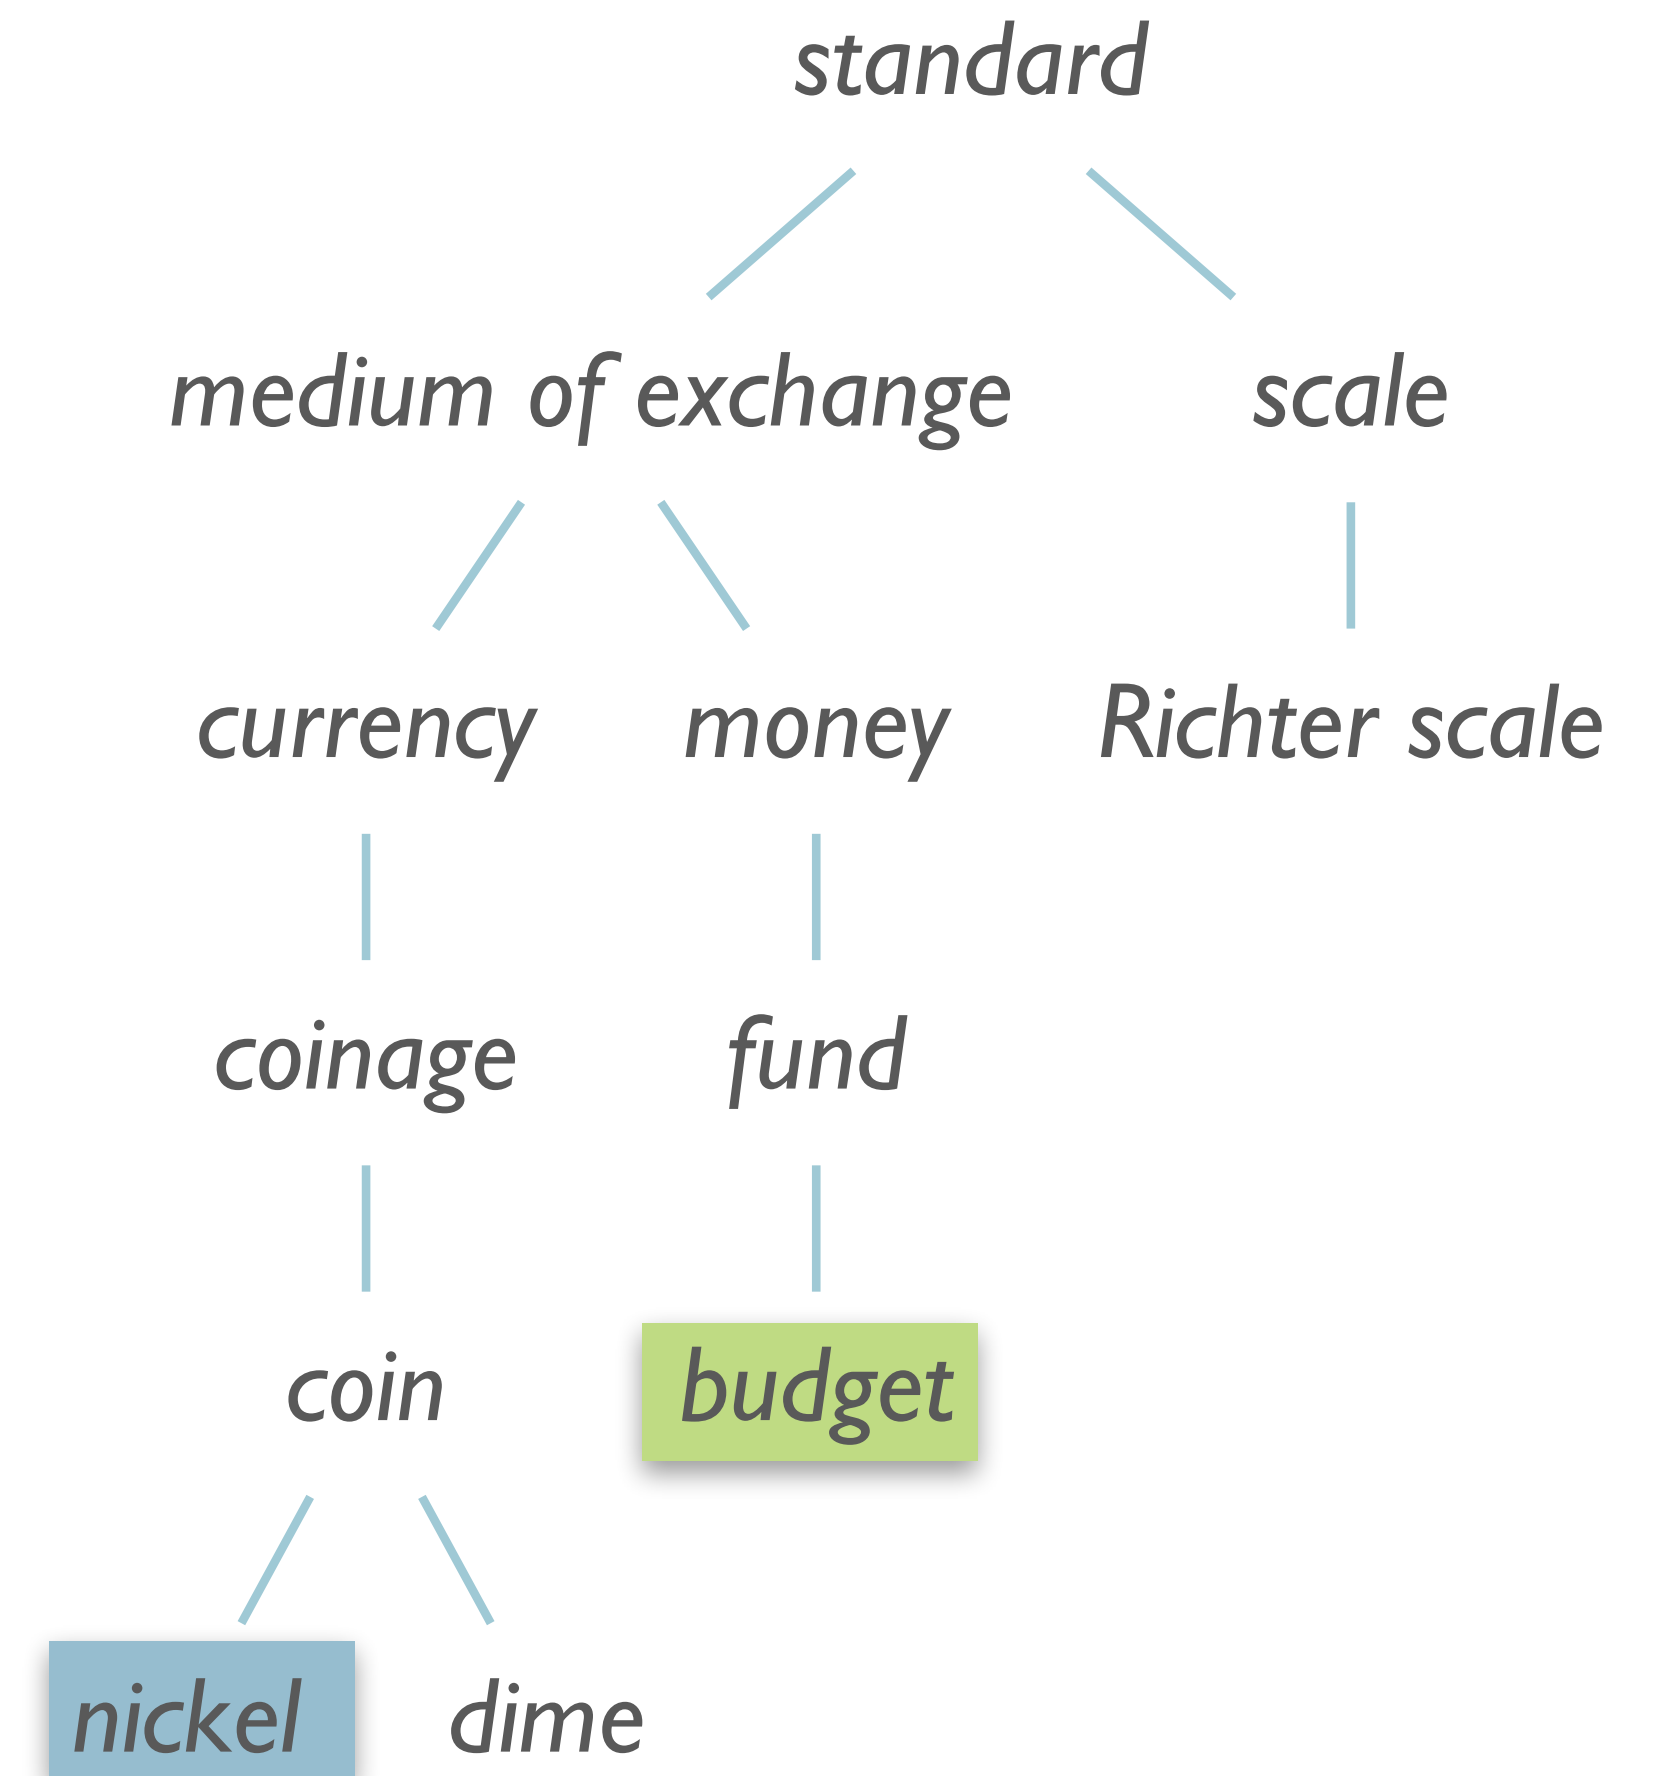 standard
medium of exchange
scale
currency
money
Richter scale
coinage
fund
coin
budget
nickel
dime